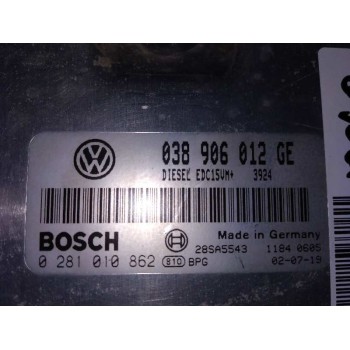 038 906 012 GE
DIESEL EDC15VM+ 3924
BOSCH
Made in Germany
28SA5543 1184 0605
0 281 010 862 810 BPG 02-07-19